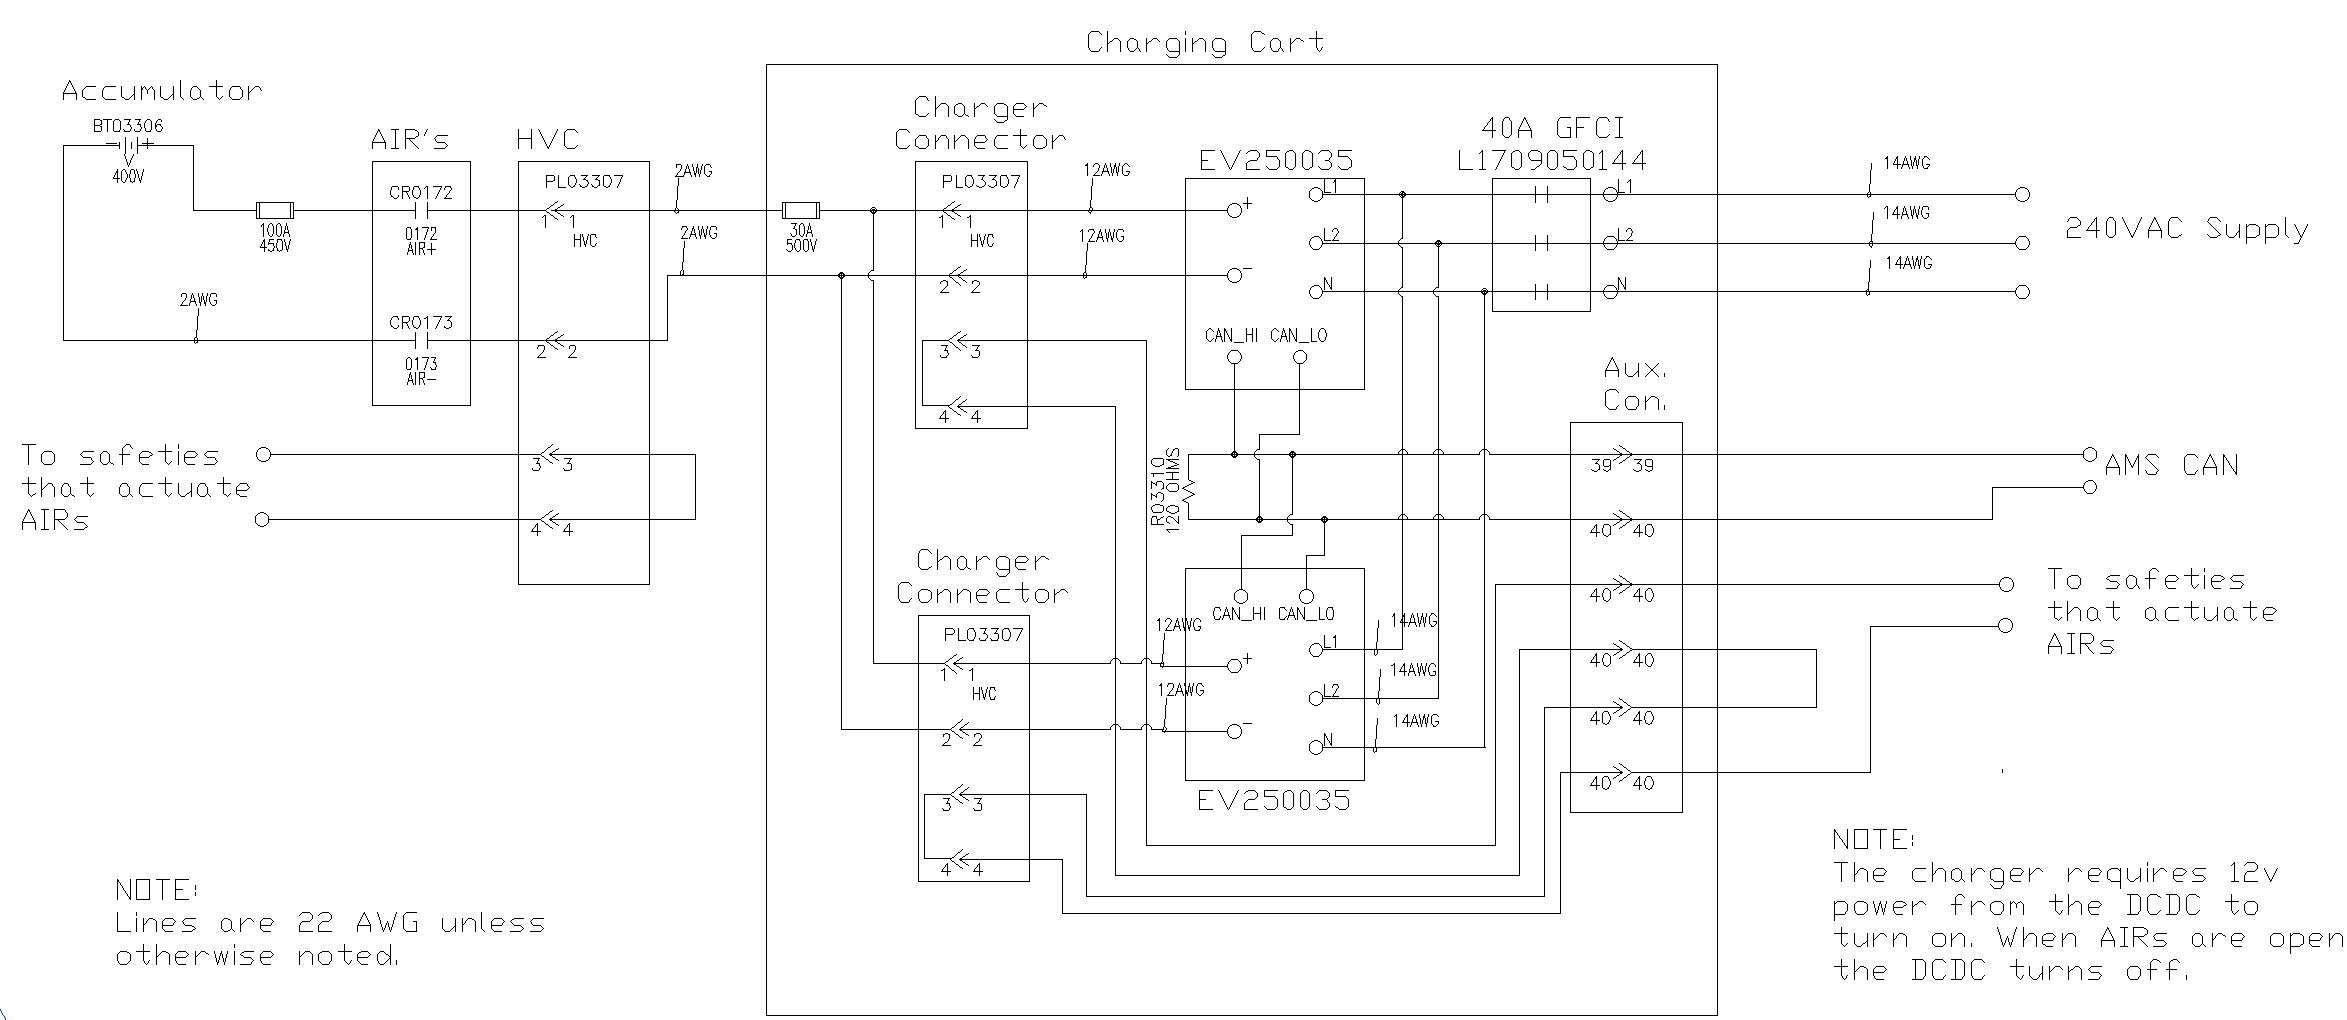 Charging Cart
Accumulator
BT03306
- +
400V
100A
450V
2AWG
AIR's
CR0172
0172
AIR+
CR0173
0173
AIR-
HVC
PL03307
1 1
HVC
2 2
3 3
4 4
To safeties
that actuate
AIRs
2AWG
2AWG
30A
500V
Charger
Connector
PL03307
1 1
HVC
2 2
3 3
4 4
12AWG
12AWG
EV250035
+
-
L1
L2
N
CAN_HI CAN_LO
40A GFCI
L1709050144
L1
L2
N
14AWG
14AWG
14AWG
240VAC Supply
R03310
120 OHMS
Aux.
Con.
39 39
40 40
40 40
40 40
40 40
40 40
AMS CAN
To safeties
that actuate
AIRs
Charger
Connector
PL03307
1 1
HVC
2 2
3 3
4 4
12AWG
12AWG
CAN_HI CAN_LO
+
-
L1
L2
N
14AWG
14AWG
14AWG
EV250035
NOTE:
Lines are 22 AWG unless
otherwise noted.
NOTE:
The charger requires 12v
power from the DCDC to
turn on. When AIRs are open
the DCDC turns off.